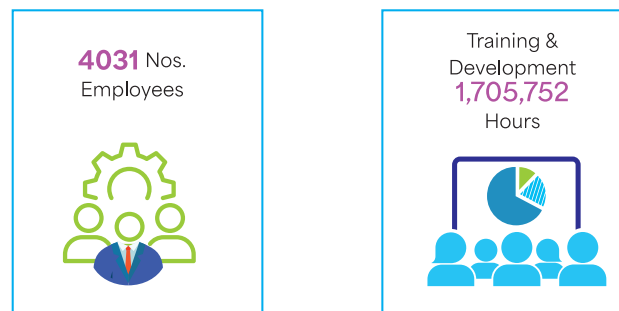 4031 Nos.
Employees
Training &
Development
1,705,752
Hours